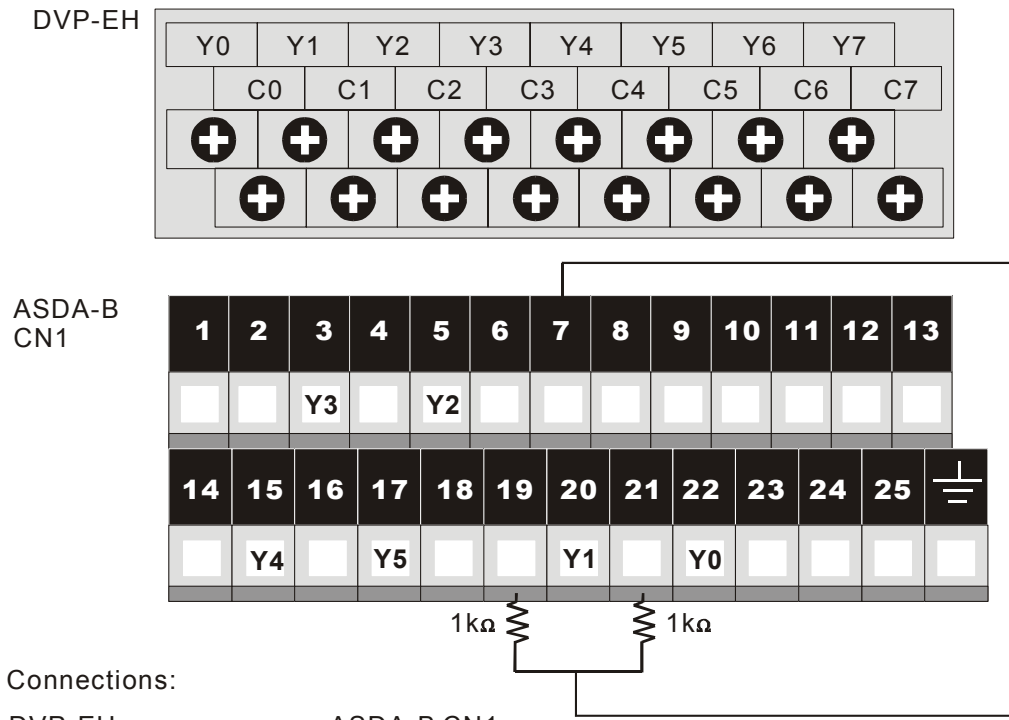 DVP-EH
Y0 Y1 Y2 Y3 Y4 Y5 Y6 Y7
C0 C1 C2 C3 C4 C5 C6 C7
ASDA-B
CN1
1 2 3 4 5 6 7 8 9 10 11 12 13
Y3 Y2
14 15 16 17 18 19 20 21 22 23 24 25
Y4 Y5 Y1 Y0
1kΩ 1kΩ
Connections:
DVP-EH ASDA-B CN1